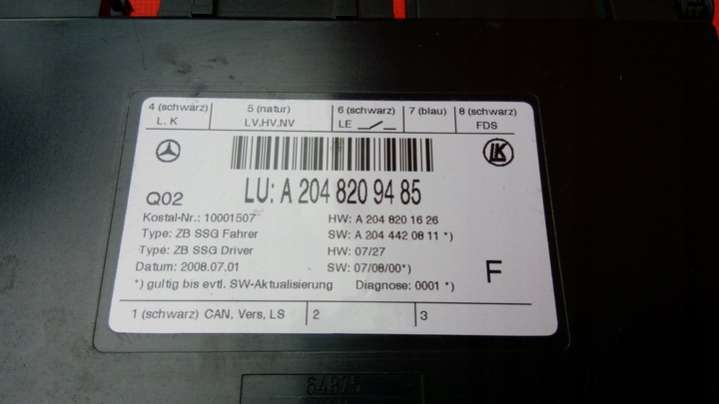 4 (schwarz) 5 (natur) 6 (schwarz) 7 (blau) 8 (schwarz)
L. K LV.HV.NV LE FDS
LK
Q02 LU: A 204 820 94 85
Kostal-Nr.: 10001507 HW: A 204 820 16 26
Type: ZB SSG Fahrer SW: A 204 442 08 11 *)
Type: ZB SSG Driver HW: 07/27
Datum: 2008.07.01 SW: 07/08/00*)
F
*) gultig bis evtl. SW-Aktualisierung Diagnose: 0001 *)
1 (schwarz) CAN, Vers, LS 2 3